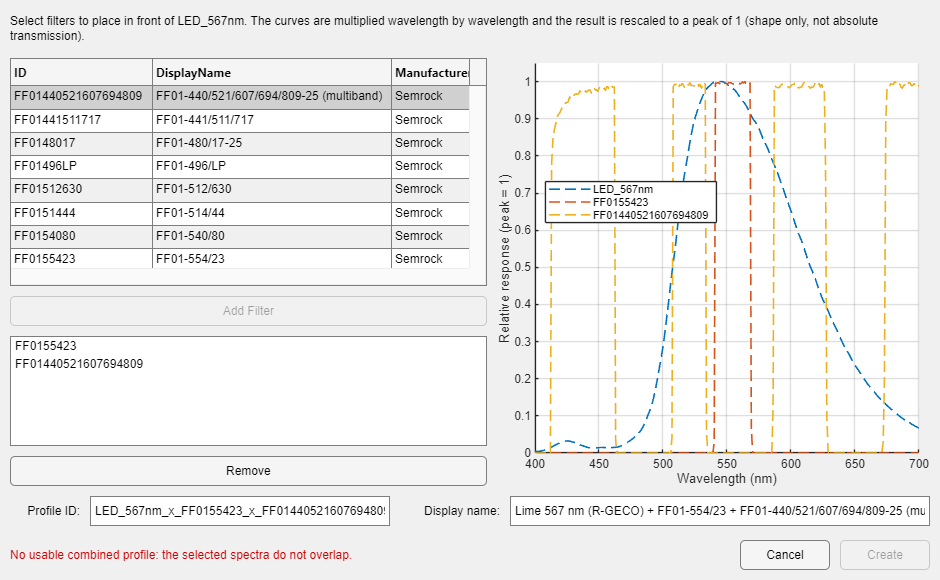 Select filters to place in front of LED_567nm. The curves are multiplied wavelength by wavelength and the result is rescaled to a peak of 1 (shape only, not absolute
transmission).
ID DisplayName Manufacturer
FF01440521607694809 FF01-440/521/607/694/809-25 (multiband) Semrock
FF01441511717 FF01-441/511/717 Semrock
FF0148017 FF01-480/17-25 Semrock
FF01496LP FF01-496/LP Semrock
FF01512630 FF01-512/630 Semrock
FF0151444 FF01-514/44 Semrock
FF0154080 FF01-540/80 Semrock
FF0155423 FF01-554/23 Semrock
Add Filter
FF0155423
FF01440521607694809
Remove
1
0.9
0.8
0.7
0.6
0.5
0.4
0.3
0.2
0.1
0
Relative response (peak = 1)
LED_567nm
FF0155423
FF01440521607694809
400 450 500 550 600 650 700
Wavelength (nm)
Profile ID: LED_567nm_x_FF0155423_x_FF01440521607694809
Display name: Lime 567 nm (R-GECO) + FF01-554/23 + FF01-440/521/607/694/809-25 (mu
No usable combined profile: the selected spectra do not overlap.
Cancel
Create